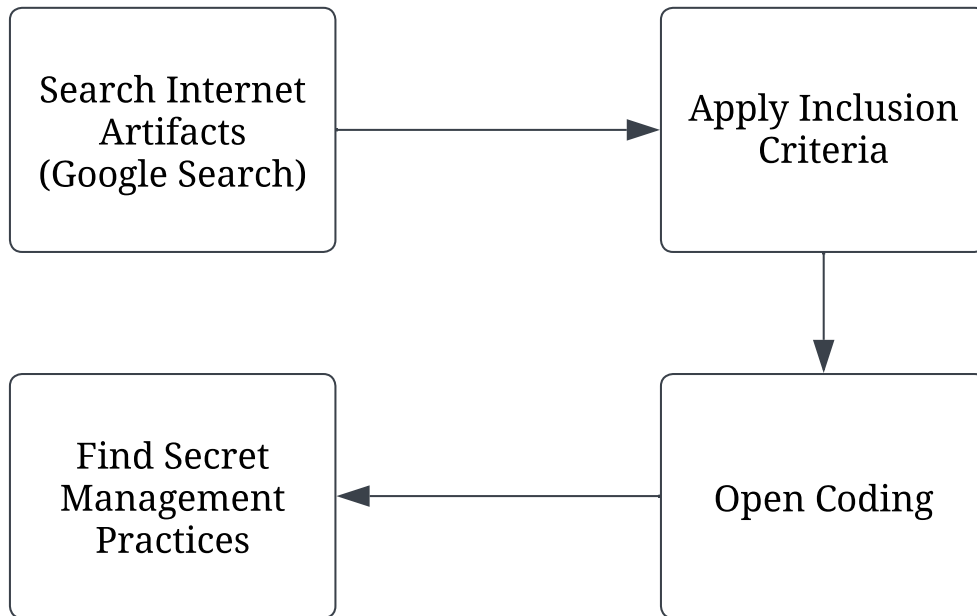 Search Internet
Artifacts
(Google Search)
Apply Inclusion
Criteria
Find Secret
Management
Practices
Open Coding